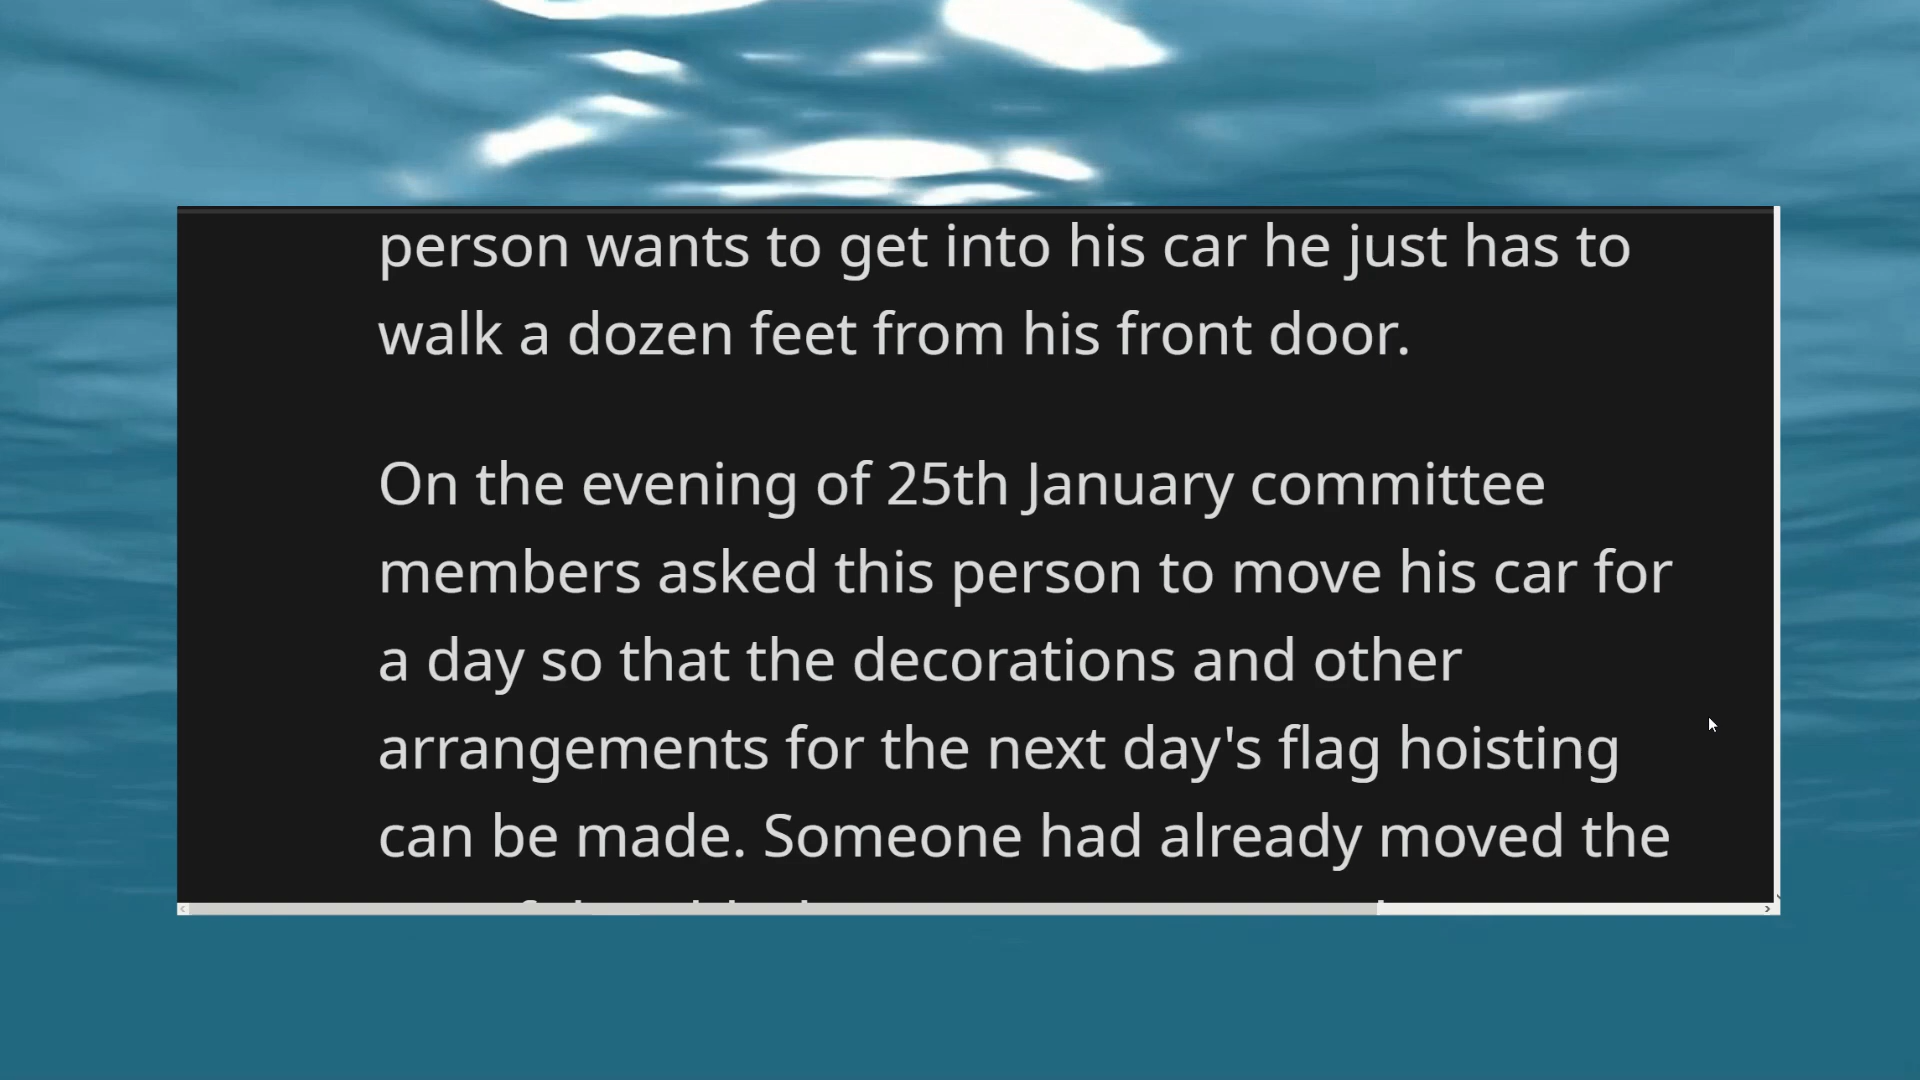 person wants to get into his car he just has to
walk a dozen feet from his front door.
On the evening of 25th January committee
members asked this person to move his car for
a day so that the decorations and other
arrangements for the next day's flag hoisting
can be made. Someone had already moved the